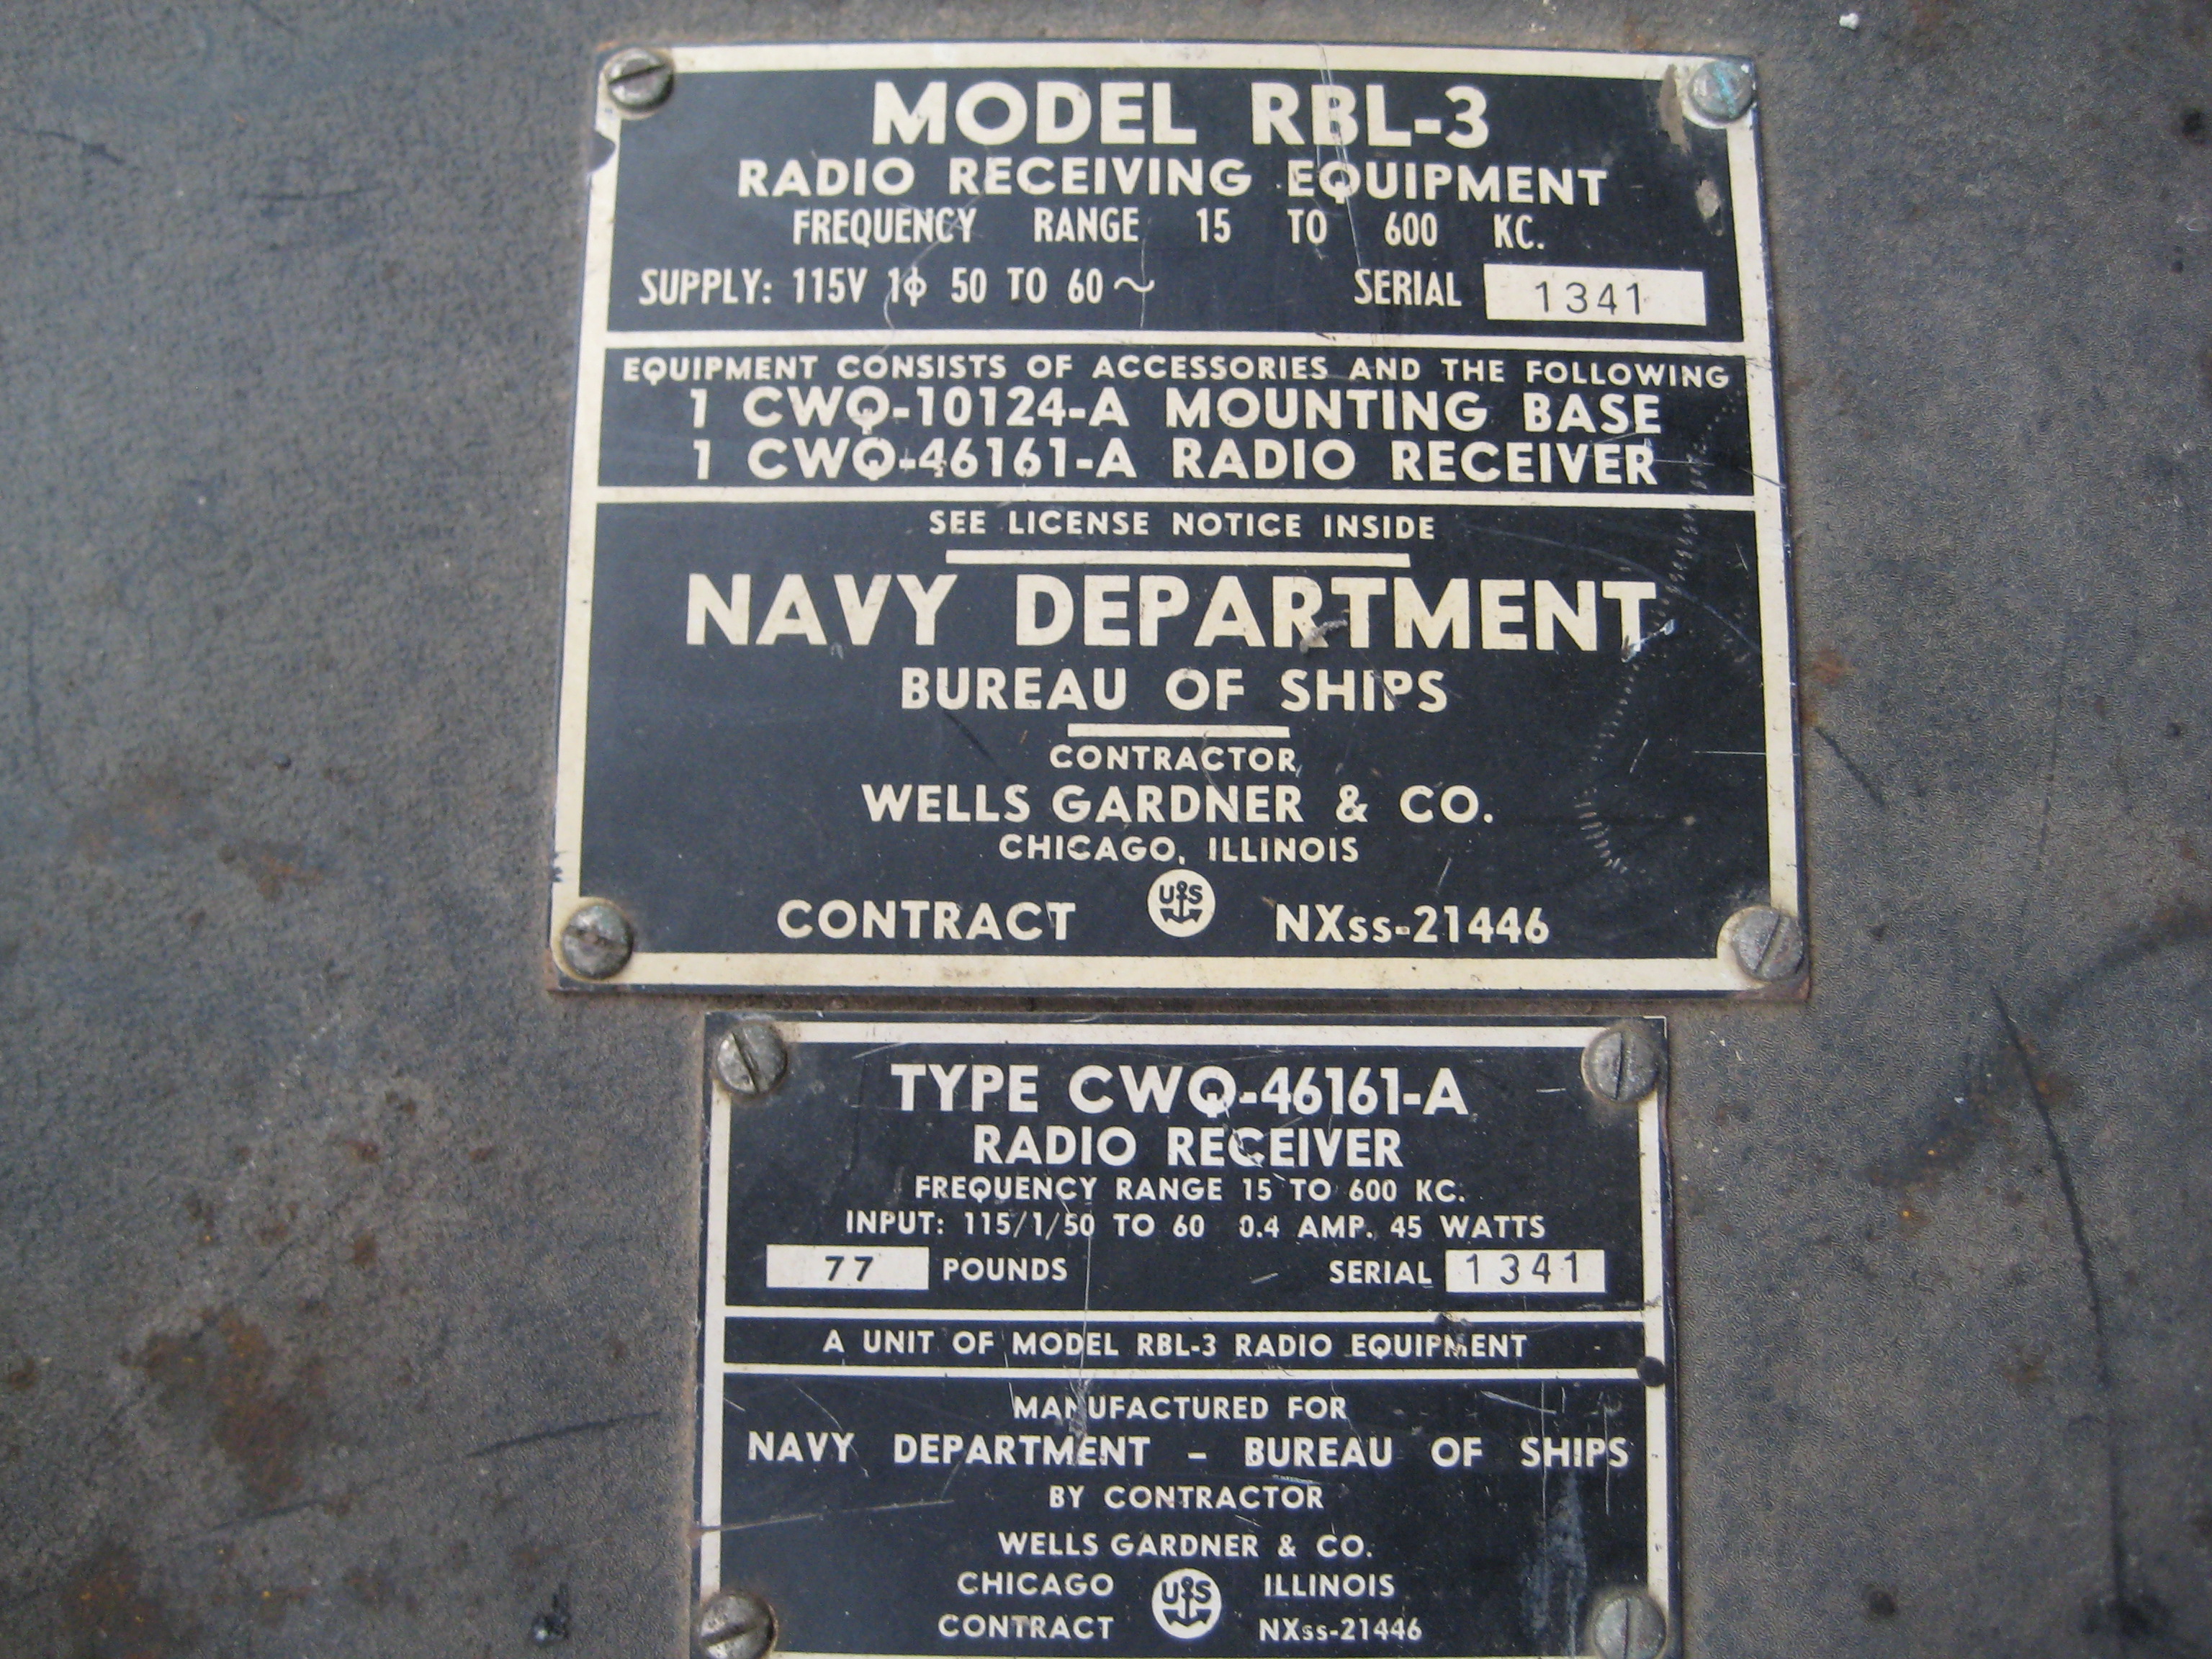 MODEL RBL-3
RADIO RECEIVING EQUIPMENT
FREQUENCY RANGE 15 TO 600 KC.
SUPPLY: 115V 1ϕ 50 TO 60 ~ SERIAL 1341
EQUIPMENT CONSISTS OF ACCESSORIES AND THE FOLLOWING
1 CWQ-10124-A MOUNTING BASE
1 CWQ-46161-A RADIO RECEIVER
SEE LICENSE NOTICE INSIDE
NAVY DEPARTMENT
BUREAU OF SHIPS
CONTRACTOR
WELLS GARDNER & CO.
CHICAGO, ILLINOIS
CONTRACT US NXss-21446
TYPE CWQ-46161-A
RADIO RECEIVER
FREQUENCY RANGE 15 TO 600 KC.
INPUT: 115/1/50 TO 60 0.4 AMP. 45 WATTS
77 POUNDS SERIAL 1341
A UNIT OF MODEL RBL-3 RADIO EQUIPMENT
MANUFACTURED FOR
NAVY DEPARTMENT - BUREAU OF SHIPS
BY CONTRACTOR
WELLS GARDNER & CO.
CHICAGO US ILLINOIS
CONTRACT NXss-21446